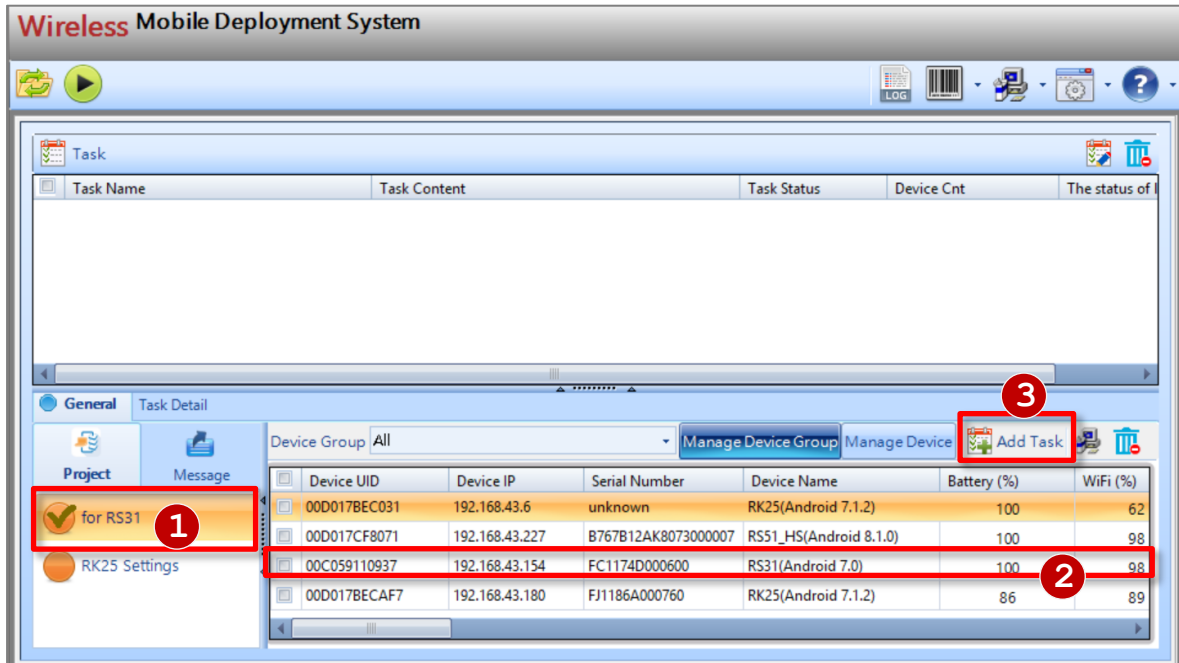 Wireless Mobile Deployment System
LOG
?
Task
Task Name Task Content Task Status Device Cnt The status of
General Task Detail
3
Device Group All Manage Device Group Manage Device Add Task
Project Message
Device UID Device IP Serial Number Device Name Battery (%) WiFi (%)
for RS31 1
00D017BEC031 192.168.43.6 unknown RK25(Android 7.1.2) 100 62
00D017CF8071 192.168.43.227 B767B12AK8073000007 RS51_HS(Android 8.1.0) 100 98
RK25 Settings
00C059110937 192.168.43.154 FC1174D000600 RS31(Android 7.0) 100 2 98
00D017BECAF7 192.168.43.180 FJ1186A000760 RK25(Android 7.1.2) 86 89